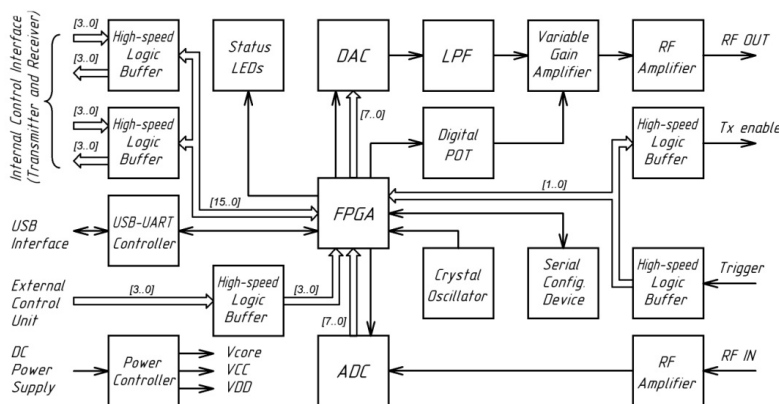 Internal Control Interface
(Transmitter and Receiver)
[3..0]
[3..0]
High-speed
Logic
Buffer
[3..0]
[3..0]
High-speed
Logic
Buffer
Status
LEDs
DAC
LPF
Variable
Gain
Amplifier
RF
Amplifier
RF OUT
[7..0]
Digital
POT
High-speed
Logic
Buffer
Tx enable
[15..0]
[1..0]
FPGA
USB
Interface
USB-UART
Controller
External
Control
Unit
[3..0]
High-speed
Logic
Buffer
[3..0]
[7..0]
Crystal
Oscillator
Serial
Config.
Device
High-speed
Logic
Buffer
Trigger
DC
Power
Supply
Power
Controller
Vcore
VCC
VDD
ADC
RF
Amplifier
RF IN